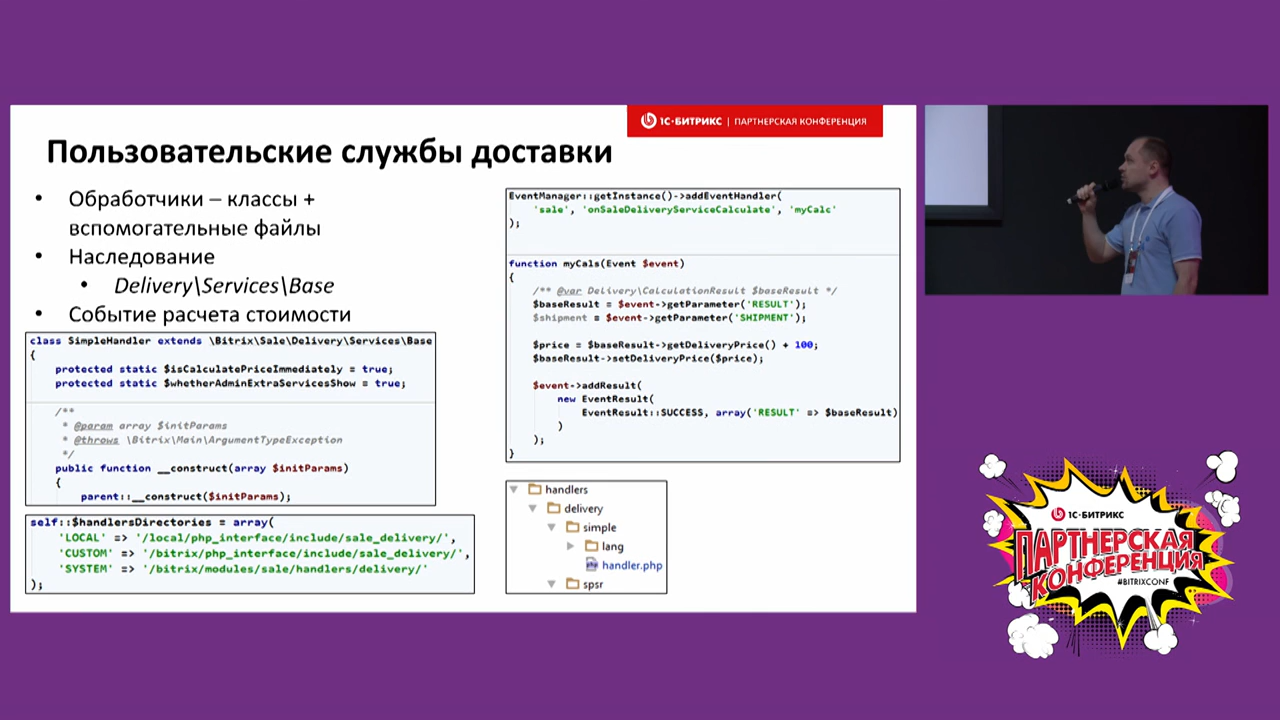 1С-БИТРИКС | ПАРТНЕРСКАЯ КОНФЕРЕНЦИЯ
Пользовательские службы доставки
• Обработчики – классы +
вспомогательные файлы
• Наследование
• Delivery\Services\Base
• Событие расчета стоимости
class SimpleHandler extends \Bitrix\Sale\Delivery\Services\Base
{
protected static $isCalculatePriceImmediately = true;
protected static $whetherAdminExtraServicesShow = true;
/**
* @param array $initParams
* @throws \Bitrix\Main\ArgumentTypeException
*/
public function __construct(array $initParams)
{
parent::__construct($initParams);
self::$handlersDirectories = array(
'LOCAL' => '/local/php_interface/include/sale_delivery/',
'CUSTOM' => '/bitrix/php_interface/include/sale_delivery/',
'SYSTEM' => '/bitrix/modules/sale/handlers/delivery/'
);
EventManager::getInstance()->addEventHandler(
'sale', 'onSaleDeliveryServiceCalculate', 'myCalc'
);
function myCals(Event $event)
{
/** @var Delivery\CalculationResult $baseResult */
$baseResult = $event->getParameter('RESULT');
$shipment = $event->getParameter('SHIPMENT');
$price = $baseResult->getDeliveryPrice() + 100;
$baseResult->setDeliveryPrice($price);
$event->addResult(
new EventResult(
EventResult::SUCCESS, array('RESULT' => $baseResult)
)
);
}
handlers
delivery
simple
lang
handler.php
spsr
1С-БИТРИКС
ПАРТНЕРСКАЯ
КОНФЕРЕНЦИЯ
#BITRIXCONF